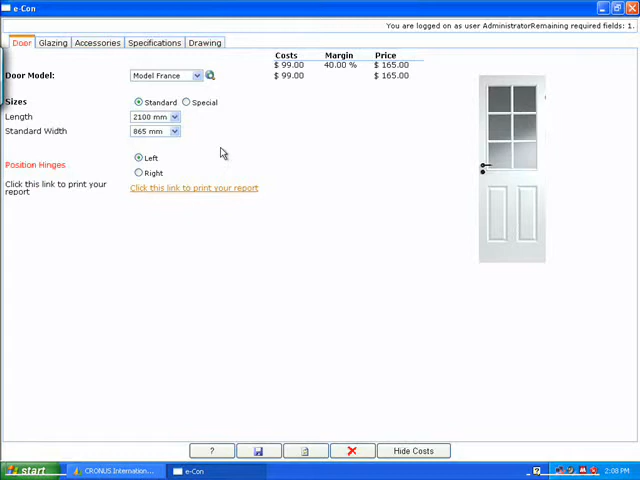 e-Con
You are logged on as user AdministratorRemaining required fields: 1.
Door Glazing Accessories Specifications Drawing
Costs Margin Price
$ 99.00 40.00 % $ 165.00
Door Model: Model France $ 99.00 $ 165.00
Sizes Standard Special
Length 2100 mm
Standard Width 865 mm
Position Hinges Left
Right
Click this link to print your report Click this link to print your report
? Hide Costs
start CRONUS Internation... e-Con ? 2:08 PM